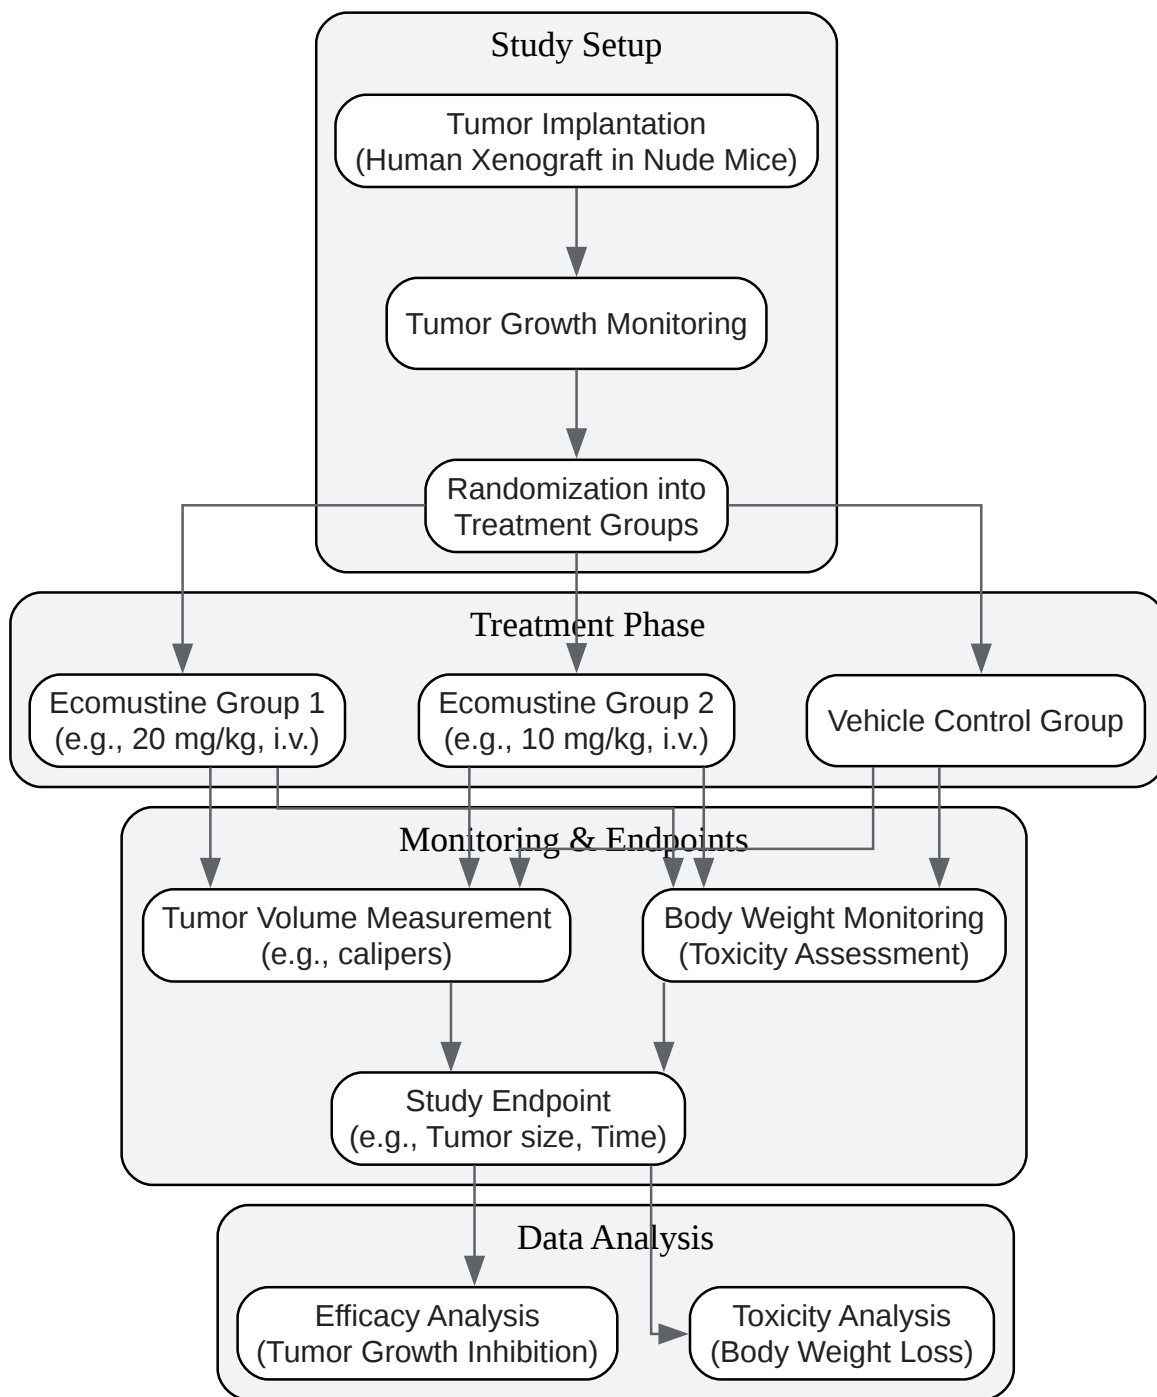 Study Setup
Tumor Implantation
(Human Xenograft in Nude Mice)
Tumor Growth Monitoring
Randomization into
Treatment Groups
Treatment Phase
Ecomustine Group 1
(e.g., 20 mg/kg, i.v.)
Ecomustine Group 2
(e.g., 10 mg/kg, i.v.)
Vehicle Control Group
Monitoring & Endpoints
Tumor Volume Measurement
(e.g., calipers)
Body Weight Monitoring
(Toxicity Assessment)
Study Endpoint
(e.g., Tumor size, Time)
Data Analysis
Efficacy Analysis
(Tumor Growth Inhibition)
Toxicity Analysis
(Body Weight Loss)